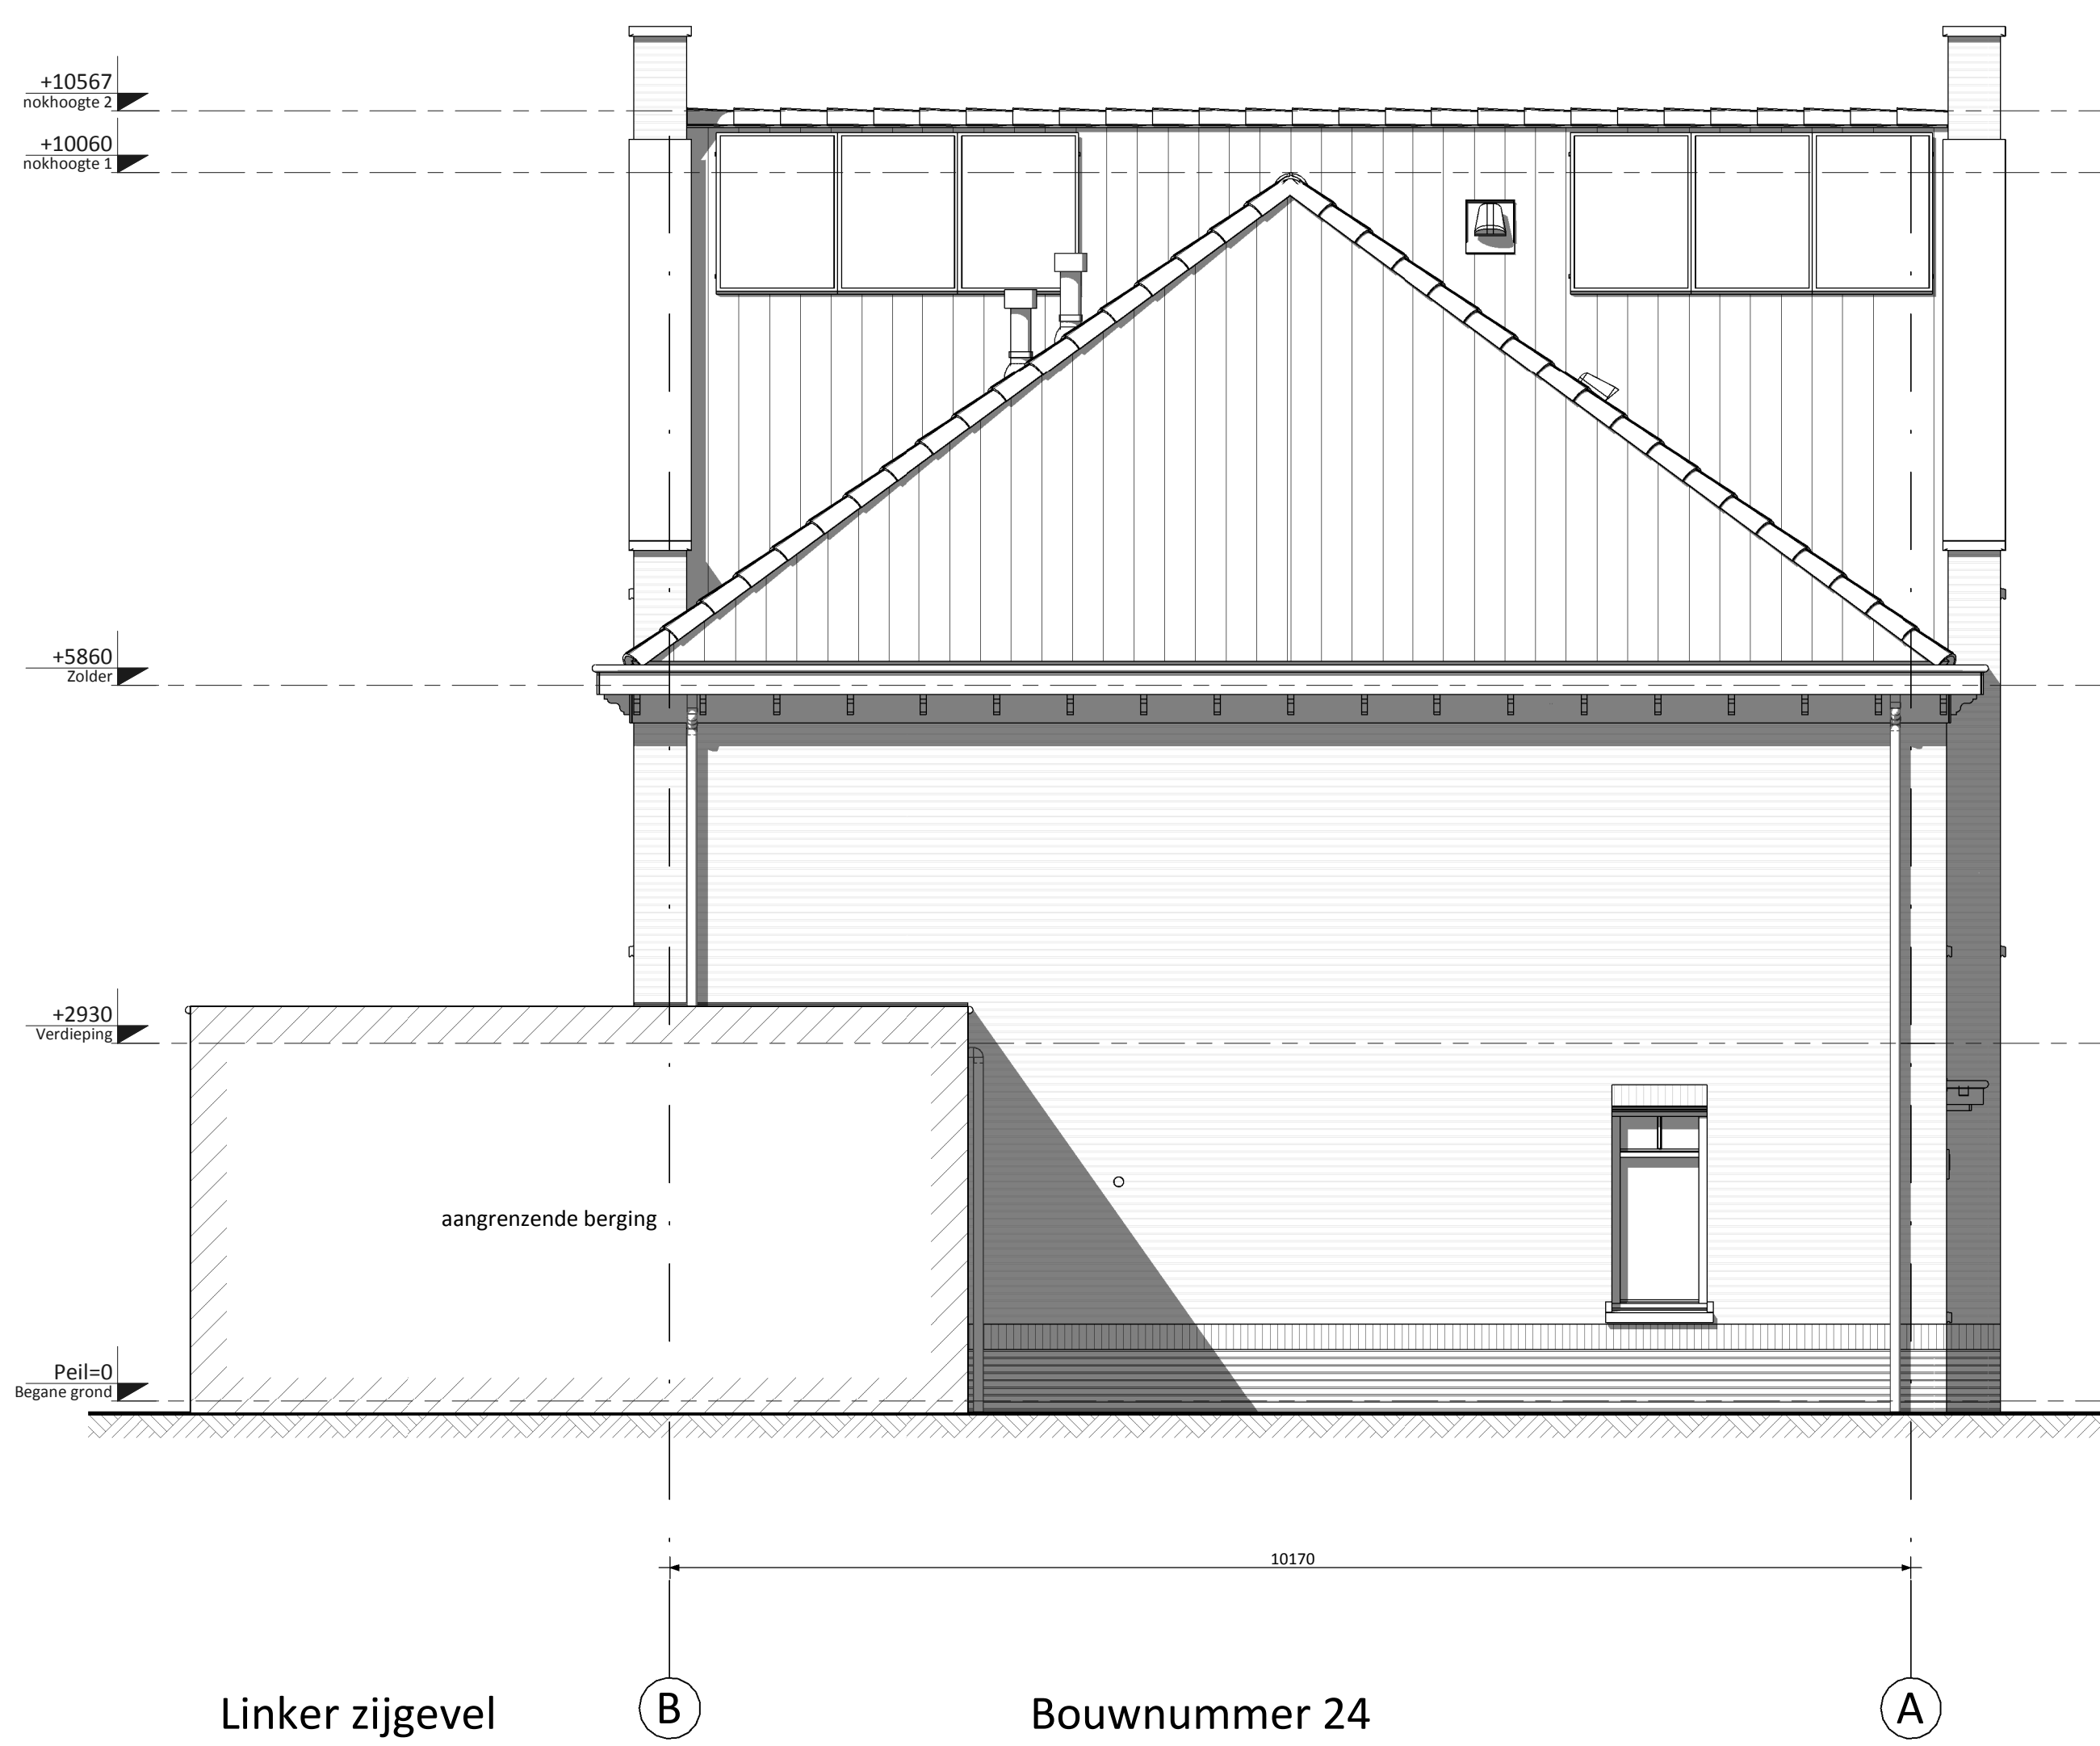 +10567
nokhoogte 2
+10060
nokhoogte 1
+5860
Zolder
+2930
Verdieping
aangrenzende berging
Peil=0
Begane grond
10170
Linker zijgevel
B
Bouwnummer 24
A